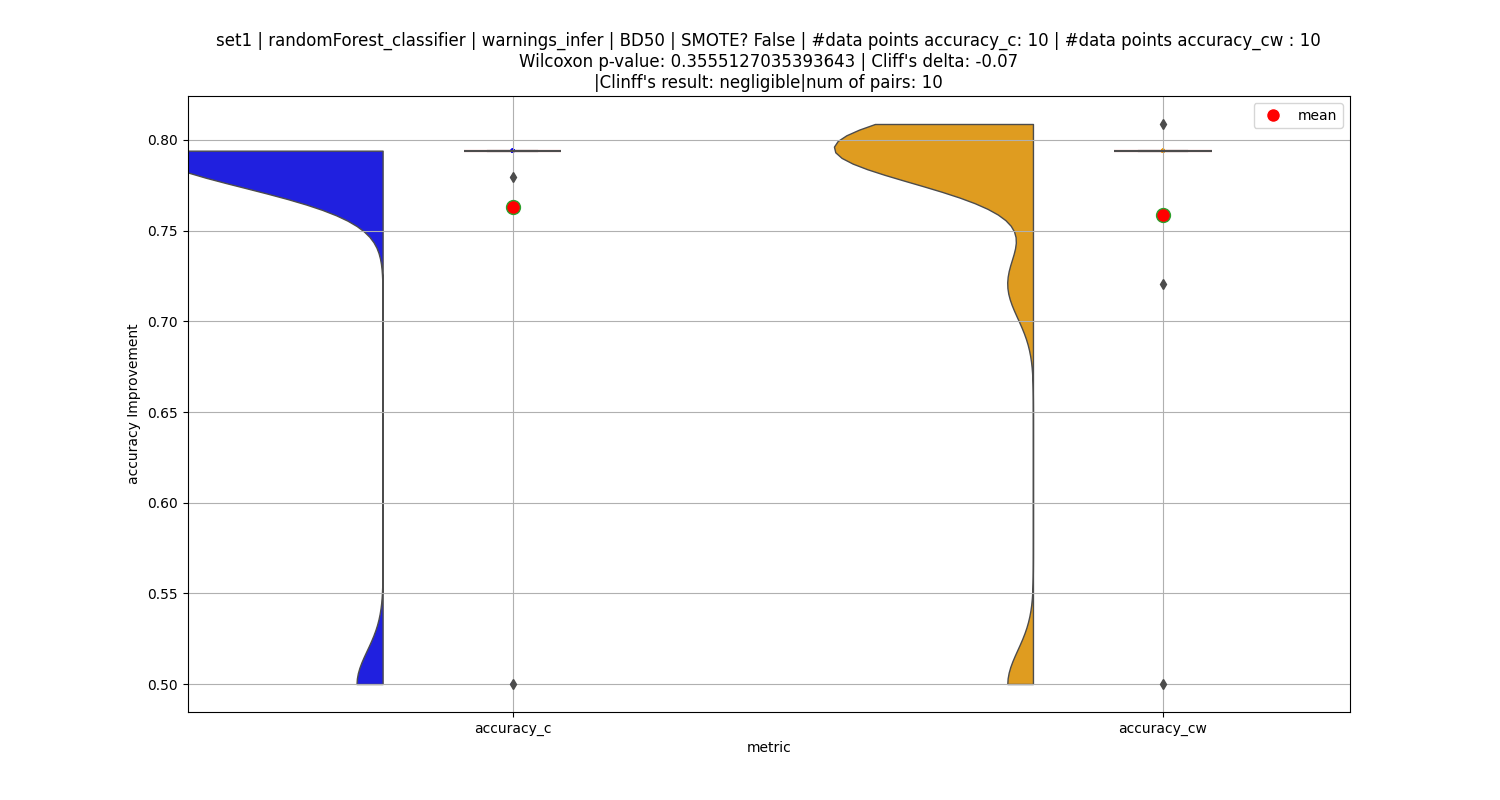 set1 | randomForest_classifier | warnings_infer | BD50 | SMOTE? False | #data points accuracy_c: 10 | #data points accuracy_cw : 10
Wilcoxon p-value: 0.3555127035393643 | Cliff's delta: -0.07
|Clinff's result: negligible|num of pairs: 10
mean
accuracy Improvement
0.80
0.75
0.70
0.65
0.60
0.55
0.50
accuracy_c
accuracy_cw
metric